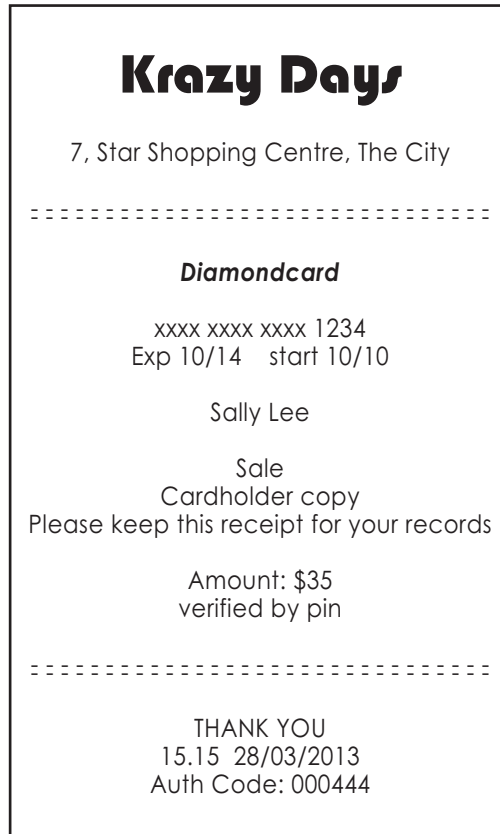 Krazy Days
7, Star Shopping Centre, The City
Diamondcard
xxxx xxxx xxxx 1234
Exp 10/14 start 10/10
Sally Lee
Sale
Cardholder copy
Please keep this receipt for your records
Amount: $35
verified by pin
THANK YOU
15.15 28/03/2013
Auth Code: 000444